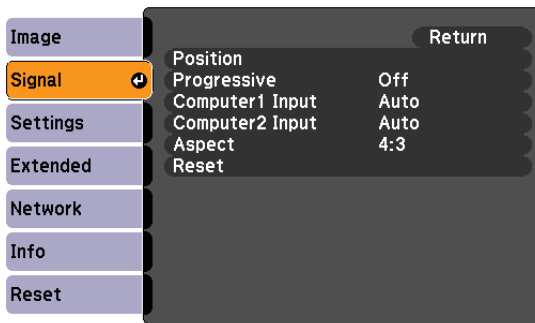 Image
Signal
Settings
Extended
Network
Info
Reset
Return
Position
Progressive Off
Computer1 Input Auto
Computer2 Input Auto
Aspect 4:3
Reset